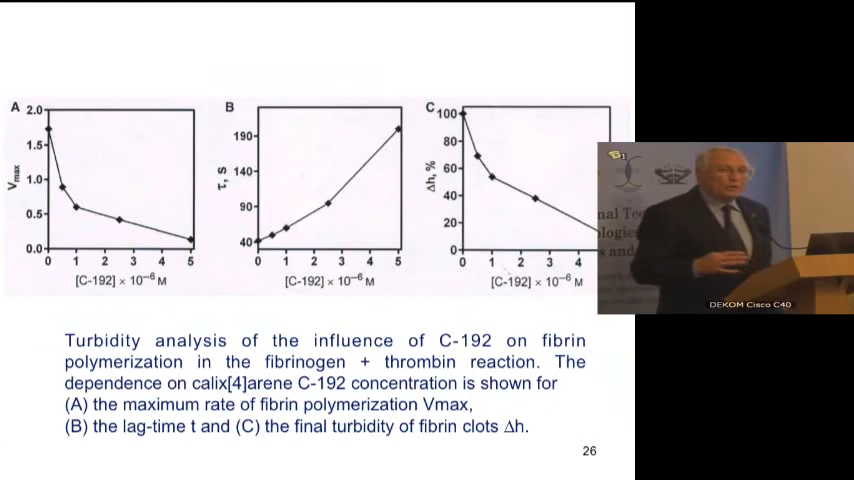 A
2.0
1.5
1.0
0.5
0.0
Vmax
0 1 2 3 4 5
[C-192] × 10⁻⁶ M
B
190
140
90
40
τ, s
0 1 2 3 4 5
[C-192] × 10⁻⁶ M
C
100
80
60
40
20
0
Δh, %
0 1 2 3 4
[C-192] × 10⁻⁶ M
1
nal Tec
ologies
s and
DEKOM Cisco C40
Turbidity analysis of the influence of C-192 on fibrin
polymerization in the fibrinogen + thrombin reaction. The
dependence on calix[4]arene C-192 concentration is shown for
(A) the maximum rate of fibrin polymerization Vmax,
(B) the lag-time t and (C) the final turbidity of fibrin clots Δh.
26